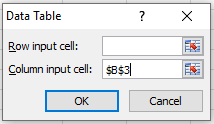 Data Table
Row input cell:
Column input cell: $B$3
OK Cancel